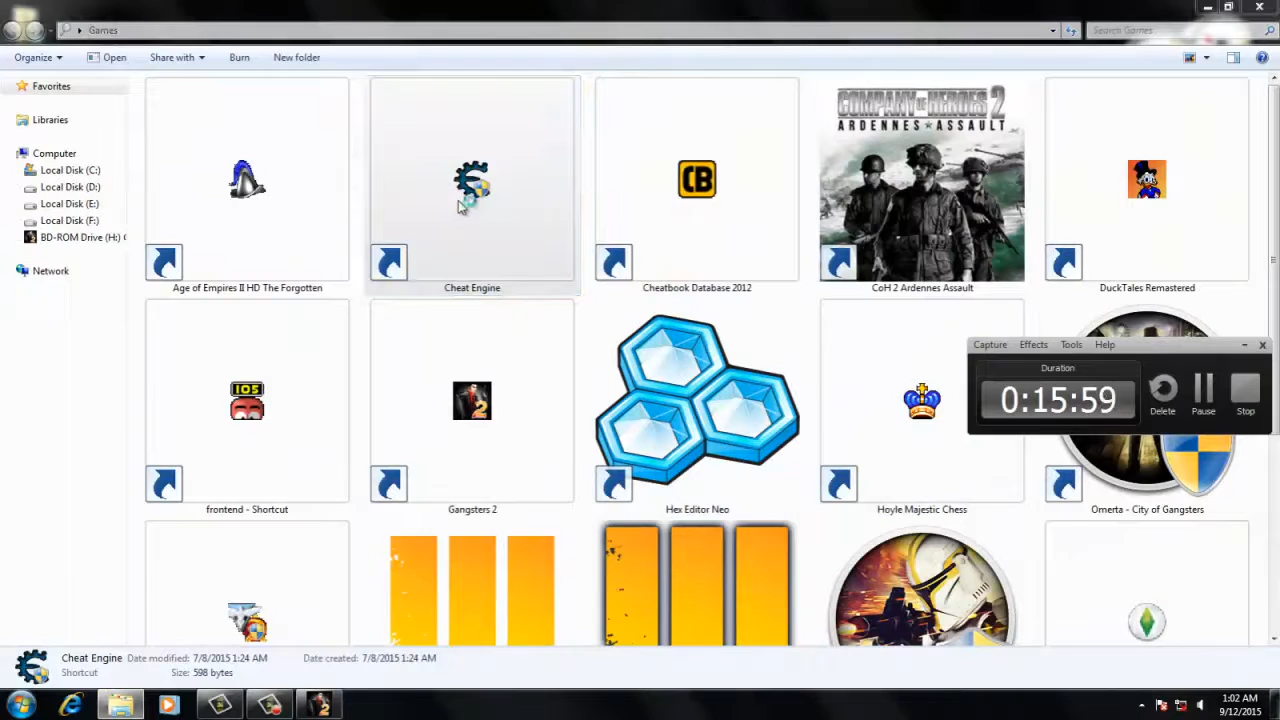 Games
Search Games
Organize
Open
Share with
Burn
New folder
Favorites
Libraries
Computer
Local Disk (C:)
Local Disk (D:)
Local Disk (E:)
Local Disk (F:)
BD-ROM Drive (H:) G
Network
CB
COMPANY OF HEROES 2
ARDENNES ★ ASSAULT
Age of Empires II HD The Forgotten
Cheat Engine
Cheatbook Database 2012
CoH 2 Ardennes Assault
DuckTales Remastered
Capture
Effects
Tools
Help
Duration
0:15:59
Delete
Pause
Stop
105
2
frontend - Shortcut
Gangsters 2
Hex Editor Neo
Hoyle Majestic Chess
Omerta - City of Gangsters
Cheat Engine Date modified: 7/8/2015 1:24 AM Date created: 7/8/2015 1:24 AM
Shortcut Size: 598 bytes
1:02 AM
9/12/2015